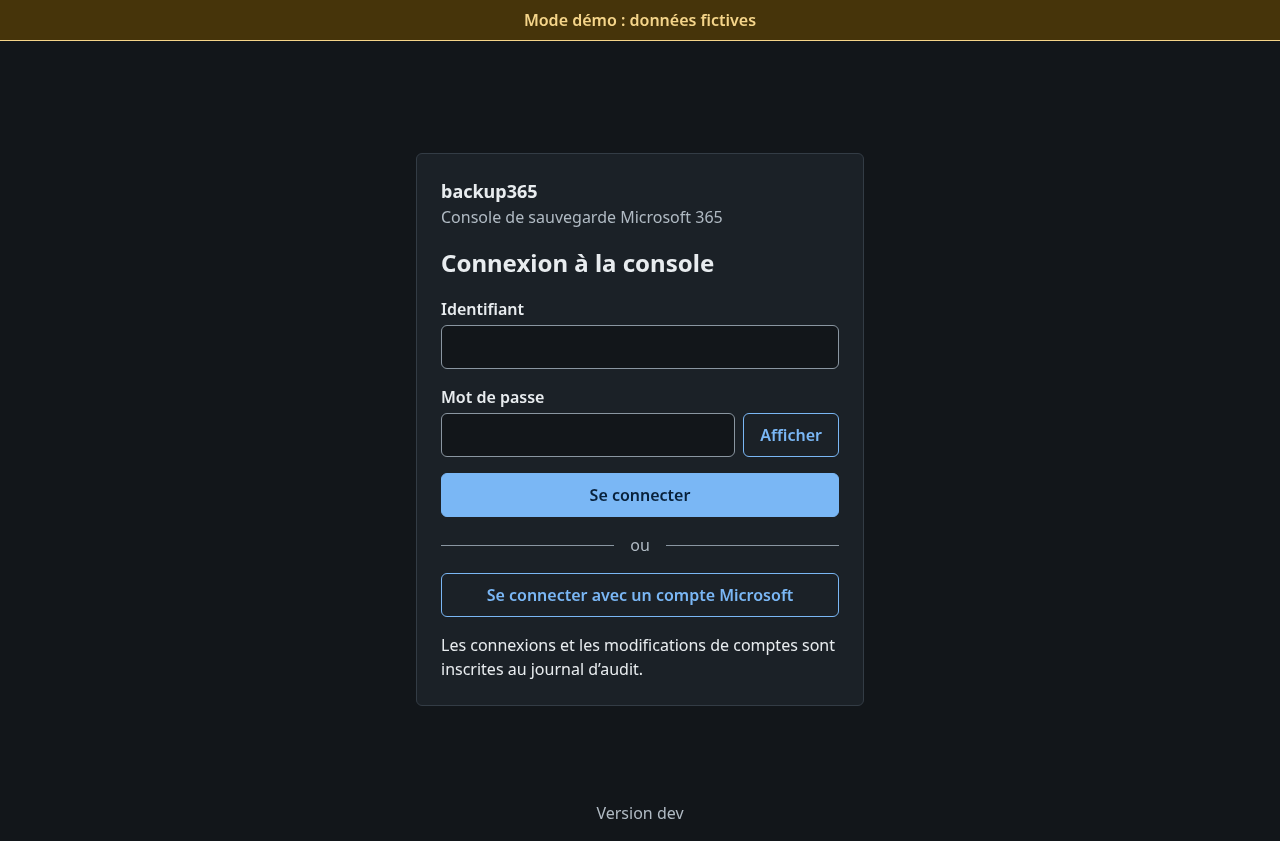 Mode démo : données fictives
backup365
Console de sauvegarde Microsoft 365
Connexion à la console
Identifiant
Mot de passe
Afficher
Se connecter
ou
Se connecter avec un compte Microsoft
Les connexions et les modifications de comptes sont
inscrites au journal d’audit.
Version dev